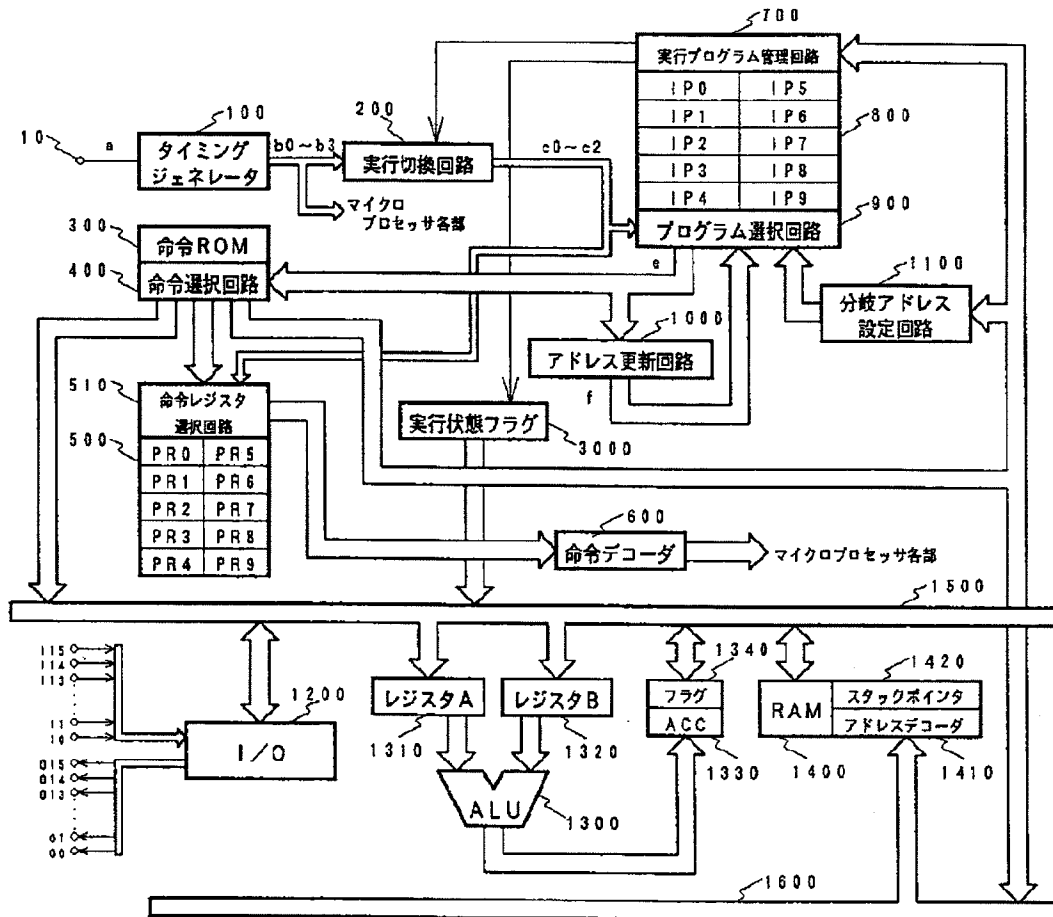 700
実行プログラム管理回路
IP0 IP5
IP1 IP6
IP2 IP7
IP3 IP8
IP4 IP9
800
プログラム選択回路
900
10
a
100
タイミング
ジェネレータ
b0~b3
マイクロ
プロセッサ各部
200
実行切換回路
c0~c2
300
命令ROM
400
命令選択回路
e
1000
アドレス更新回路
f
1100
分岐アドレス
設定回路
510
命令レジスタ
選択回路
500
PR0 PR5
PR1 PR6
PR2 PR7
PR3 PR8
PR4 PR9
実行状態フラグ
3000
600
命令デコーダ
マイクロプロセッサ各部
1500
I15
I14
I13
I1
I0
O15
O14
O13
O1
O0
1200
I/O
レジスタA
1310
レジスタB
1320
ALU
1300
1340
フラグ
ACC
1330
1420
RAM
スタックポインタ
アドレスデコーダ
1400
1410
1600